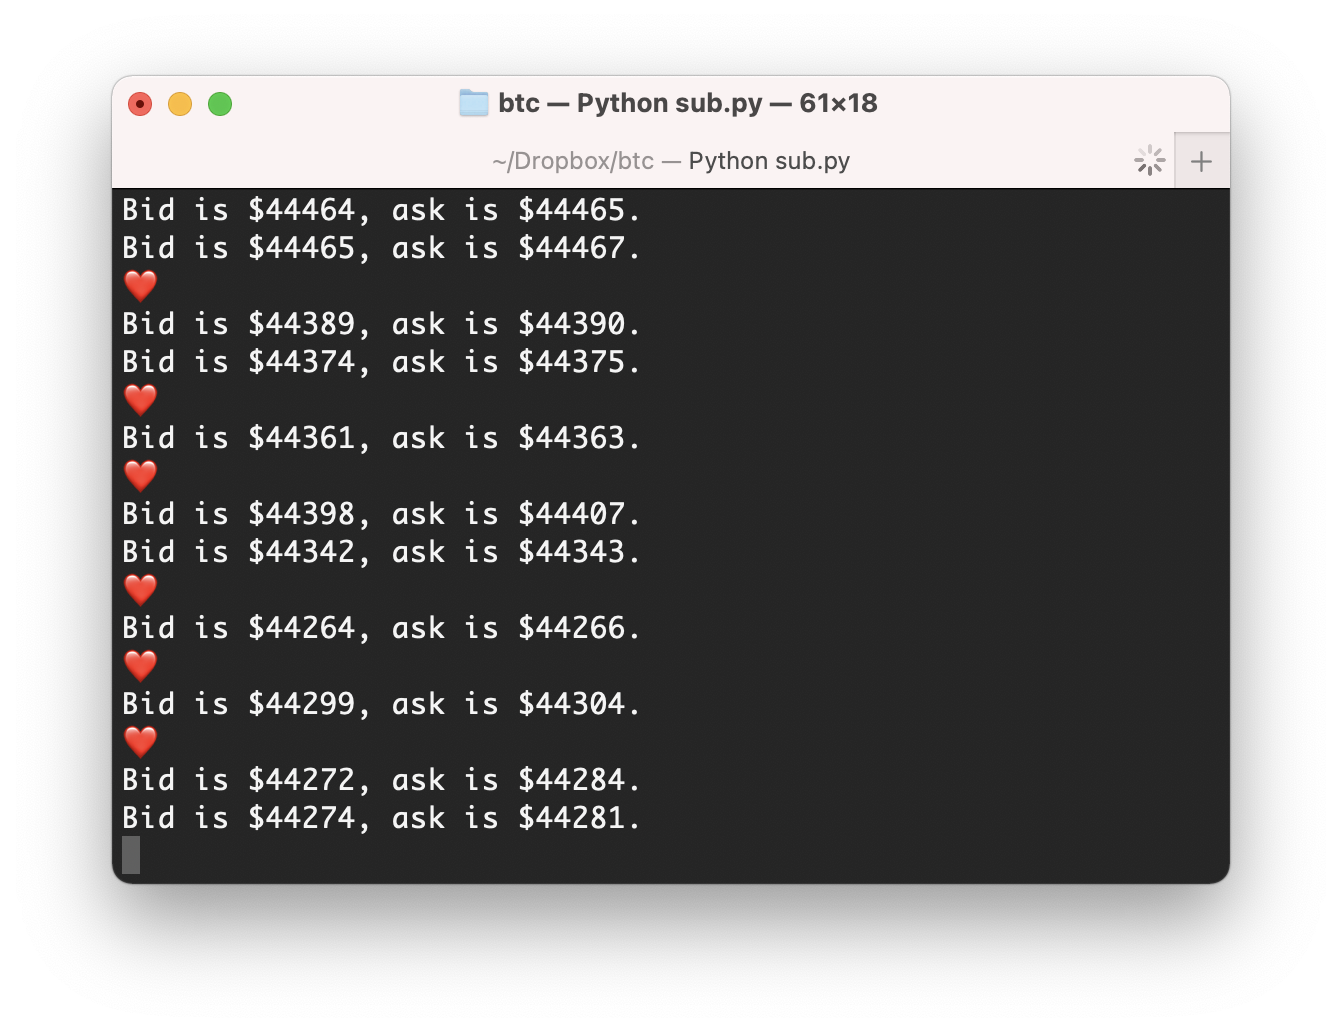 btc — Python sub.py — 61×18
~/Dropbox/btc — Python sub.py
Bid is $44464, ask is $44465.
Bid is $44465, ask is $44467.
❤️
Bid is $44389, ask is $44390.
Bid is $44374, ask is $44375.
❤️
Bid is $44361, ask is $44363.
❤️
Bid is $44398, ask is $44407.
Bid is $44342, ask is $44343.
❤️
Bid is $44264, ask is $44266.
❤️
Bid is $44299, ask is $44304.
❤️
Bid is $44272, ask is $44284.
Bid is $44274, ask is $44281.